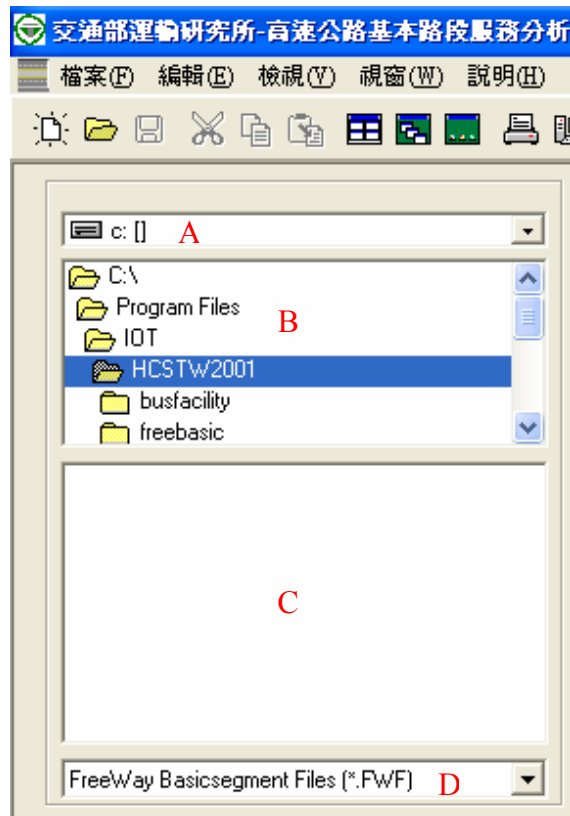 交通部運輸研究所-高速公路基本路段服務分析
檔案(F) 編輯(E) 檢視(V) 視窗(W) 說明(H)
c: [] A
C:\
Program Files
B
IOT
HCSTW2001
busfacility
freebasic
C
FreeWay Basicsegment Files (*.FWF) D